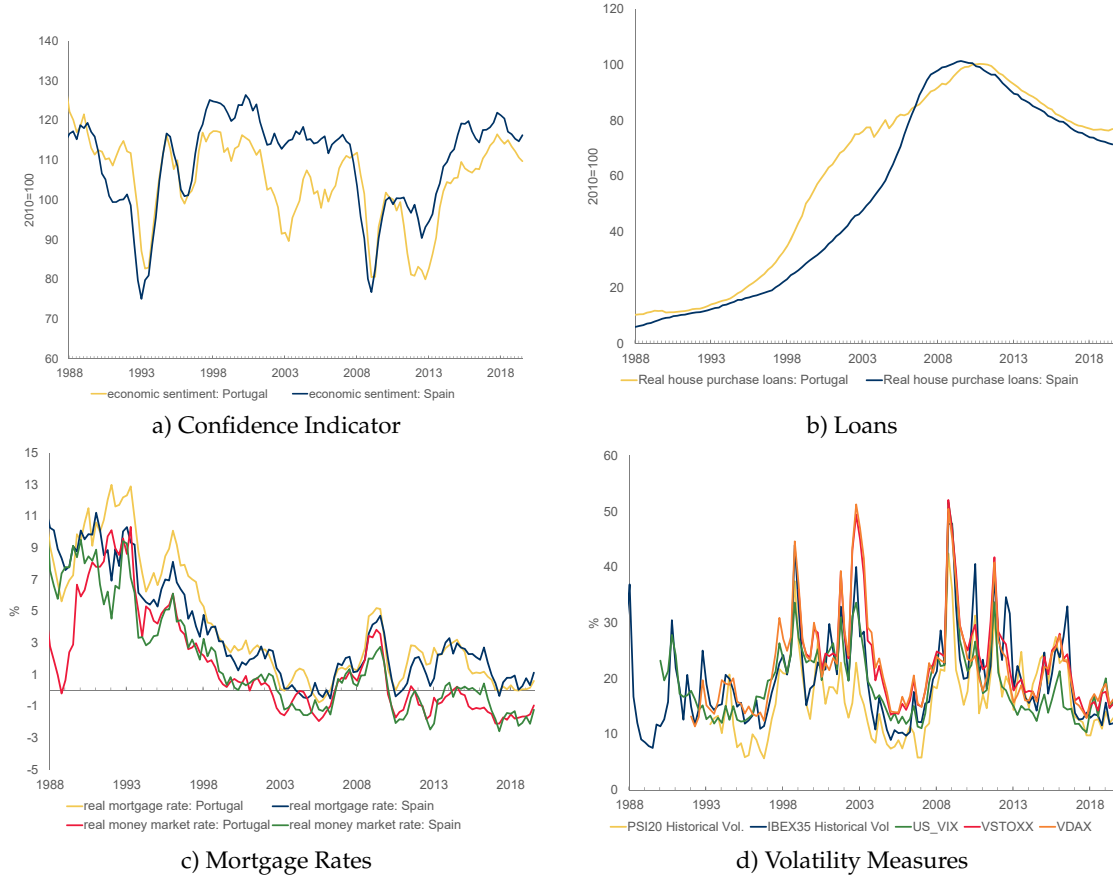 140
130
120
110
100
90
80
70
60
2010=100
1988 1993 1998 2003 2008 2013 2018
economic sentiment: Portugal economic sentiment: Spain
a) Confidence Indicator
120
100
80
60
40
20
0
2010=100
1988 1993 1998 2003 2008 2013 2018
Real house purchase loans: Portugal Real house purchase loans: Spain
b) Loans
15
13
11
9
7
5
3
1
-1
-3
-5
%
1988 1993 1998 2003 2008 2013 2018
real mortgage rate: Portugal real mortgage rate: Spain
real money market rate: Portugal real money market rate: Spain
c) Mortgage Rates
60
50
40
30
20
10
0
%
1988 1993 1998 2003 2008 2013 2018
PSI20 Historical Vol. IBEX35 Historical Vol US_VIX VSTOXX VDAX
d) Volatility Measures